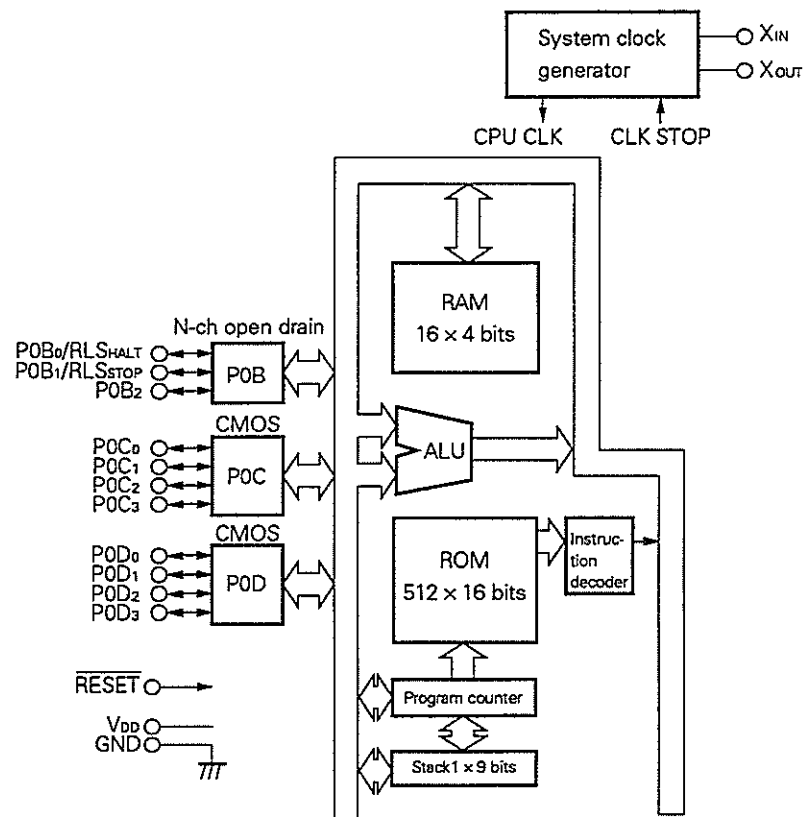 System clock
generator
XIN
XOUT
CPU CLK
CLK STOP
RAM
16 × 4 bits
N-ch open drain
P0B0/RLSHALT
P0B1/RLSSTOP
P0B2
P0B
CMOS
P0C0
P0C1
P0C2
P0C3
P0C
ALU
CMOS
P0D0
P0D1
P0D2
P0D3
P0D
ROM
512 × 16 bits
Instruc-
tion
decoder
RESET
Program counter
VDD
GND
Stack1 × 9 bits